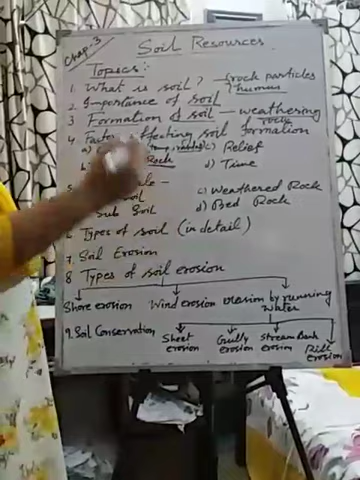 Chap-3
Soil Resources
Topics:-
1. What is soil? → rock particles
→ humus
2. Importance of soil
3 Formation of soil - weathering
rock
4 Factors affecting soil formation
a) c) Relief
Rock d) Time
5 c) Weathered Rock
Sub Soil d) Bed Rock
6 Types of soil (in detail)
7. Soil Erosion
8 Types of soil erosion
Shore erosion Wind erosion erosion by running
water
9. Soil Conservation Sheet erosion Gully erosion Stream Bank erosion Rill erosion